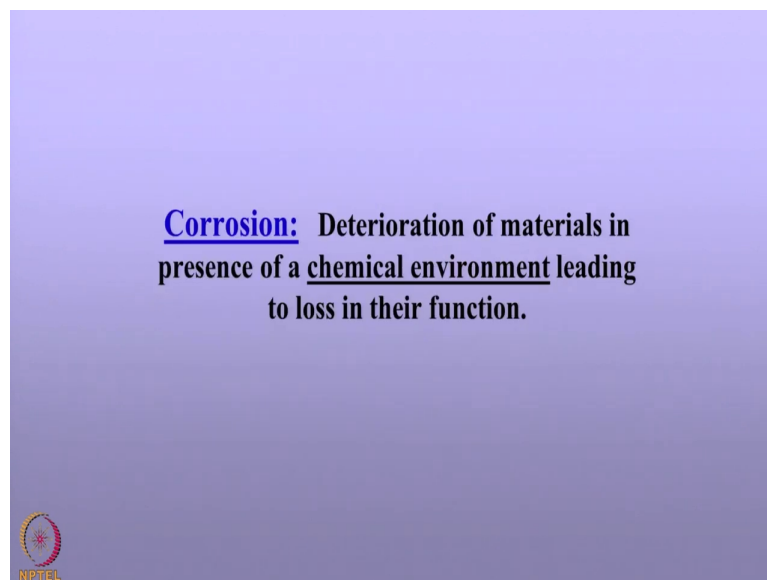 Corrosion: Deterioration of materials in
presence of a chemical environment leading
to loss in their function.
NPTEL